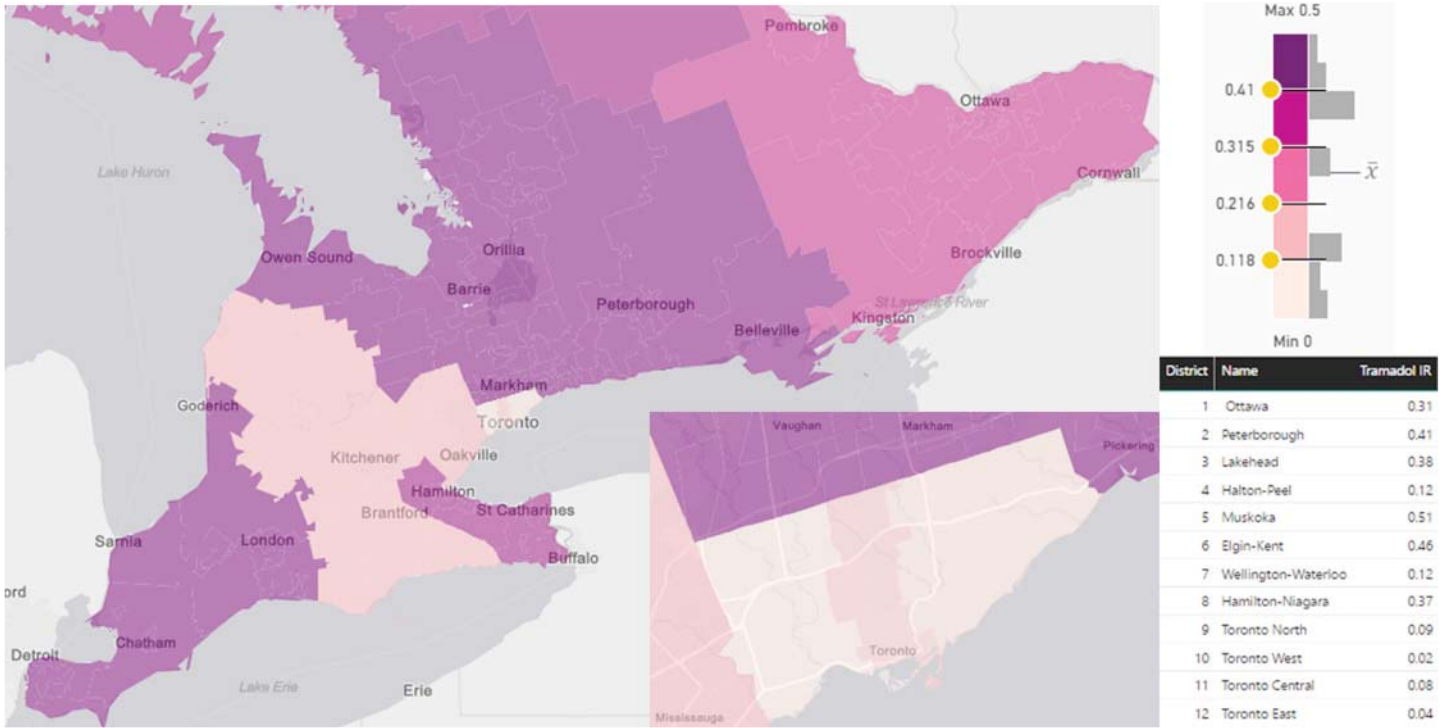 Pembroke
Ottawa
Lake Huron
Cornwall
Owen Sound
Orillia
Brockville
Barrie
Peterborough
St Lawrence River
Kingston
Belleville
Markham
Goderich
Toronto
Kitchener
Oakville
Hamilton
Brantford
St Catharines
Sarnia
London
Buffalo
ord
Chatham
Detroit
Lake Erie
Erie
Vaughan
Markham
Pickering
Toronto
Mississauga
Max 0.5
0.41
0.315
x̄
0.216
0.118
Min 0
District Name Tramadol IR
1 Ottawa 0.31
2 Peterborough 0.41
3 Lakehead 0.38
4 Halton-Peel 0.12
5 Muskoka 0.51
6 Elgin-Kent 0.46
7 Wellington-Waterloo 0.12
8 Hamilton-Niagara 0.37
9 Toronto North 0.09
10 Toronto West 0.02
11 Toronto Central 0.08
12 Toronto East 0.04